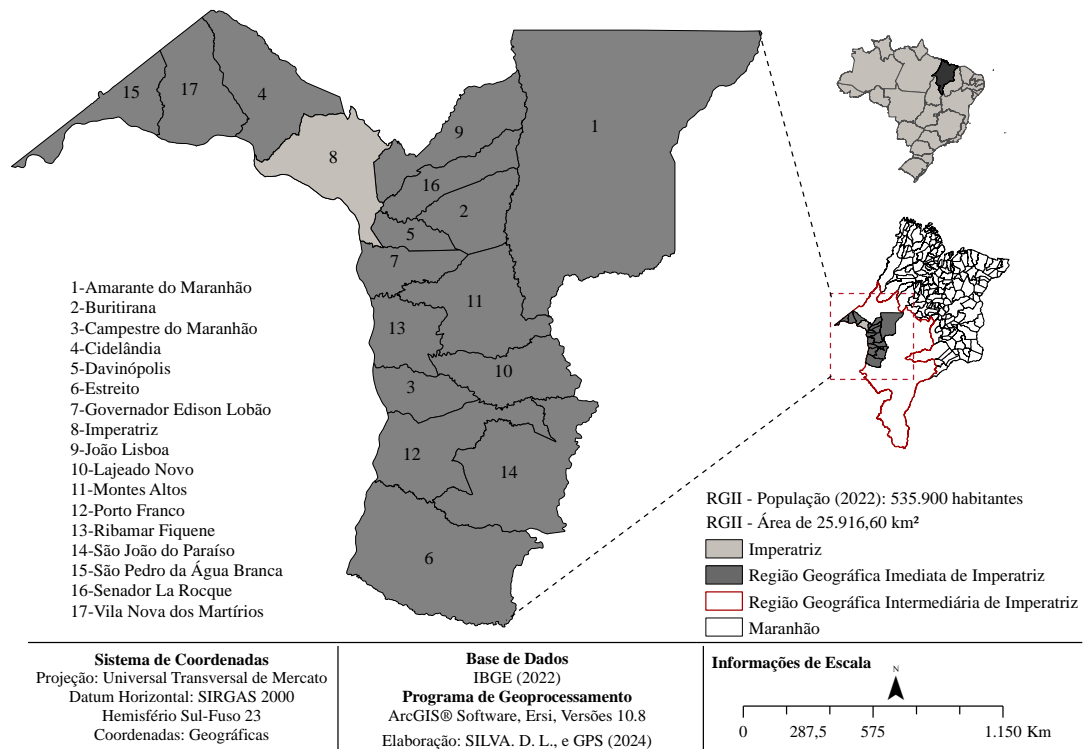 15
17
4
8
9
1
16
2
5
7
11
13
10
3
12
14
6
1-Amarante do Maranhão
2-Buritirana
3-Campestre do Maranhão
4-Cidelândia
5-Davinópolis
6-Estreito
7-Governador Edison Lobão
8-Imperatriz
9-João Lisboa
10-Lajeado Novo
11-Montes Altos
12-Porto Franco
13-Ribamar Fiquene
14-São João do Paraíso
15-São Pedro da Água Branca
16-Senador La Rocque
17-Vila Nova dos Martírios
RGII - População (2022): 535.900 habitantes
RGII - Área de 25.916,60 km²
Imperatriz
Região Geográfica Imediata de Imperatriz
Região Geográfica Intermediária de Imperatriz
Maranhão
Sistema de Coordenadas
Projeção: Universal Transversal de Mercato
Datum Horizontal: SIRGAS 2000
Hemisfério Sul-Fuso 23
Coordenadas: Geográficas
Base de Dados
IBGE (2022)
Programa de Geoprocessamento
ArcGIS® Software, Ersi, Versões 10.8
Elaboração: SILVA. D. L., e GPS (2024)
Informações de Escala
N
0 287,5 575 1.150 Km